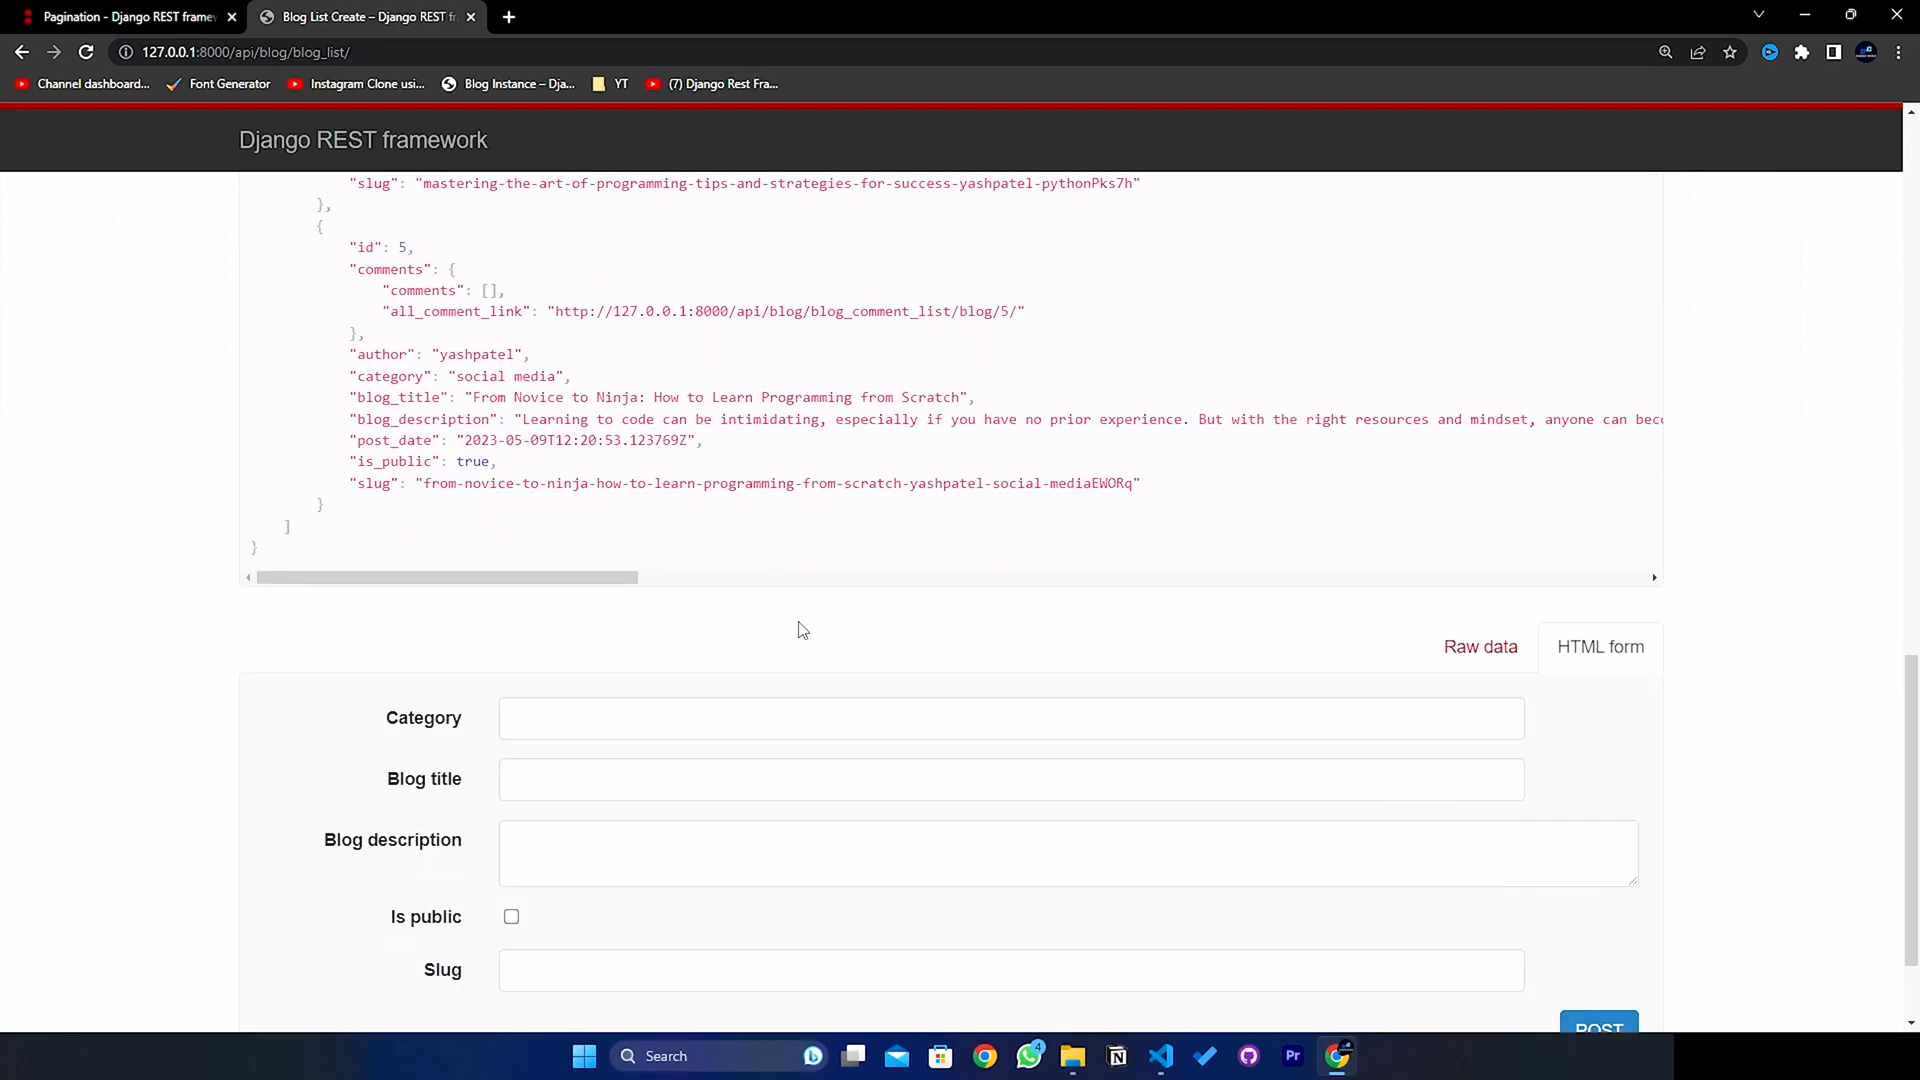 Pagination - Django REST framew
Blog List Create – Django REST fr
127.0.0.1:8000/api/blog/blog_list/
Channel dashboard...
Font Generator
Instagram Clone usi...
Blog Instance – Dja...
YT
(7) Django Rest Fra...
Django REST framework
"slug": "mastering-the-art-of-programming-tips-and-strategies-for-success-yashpatel-pythonPks7h"
},
{
"id": 5,
"comments": {
"comments": [],
"all_comment_link": "http://127.0.0.1:8000/api/blog/blog_comment_list/blog/5/"
},
"author": "yashpatel",
"category": "social media",
"blog_title": "From Novice to Ninja: How to Learn Programming from Scratch",
"blog_description": "Learning to code can be intimidating, especially if you have no prior experience. But with the right resources and mindset, anyone can beco
"post_date": "2023-05-09T12:20:53.123769Z",
"is_public": true,
"slug": "from-novice-to-ninja-how-to-learn-programming-from-scratch-yashpatel-social-mediaEWORq"
}
]
}
Raw data
HTML form
Category
Blog title
Blog description
Is public
Slug
POST
Search
4
Pr